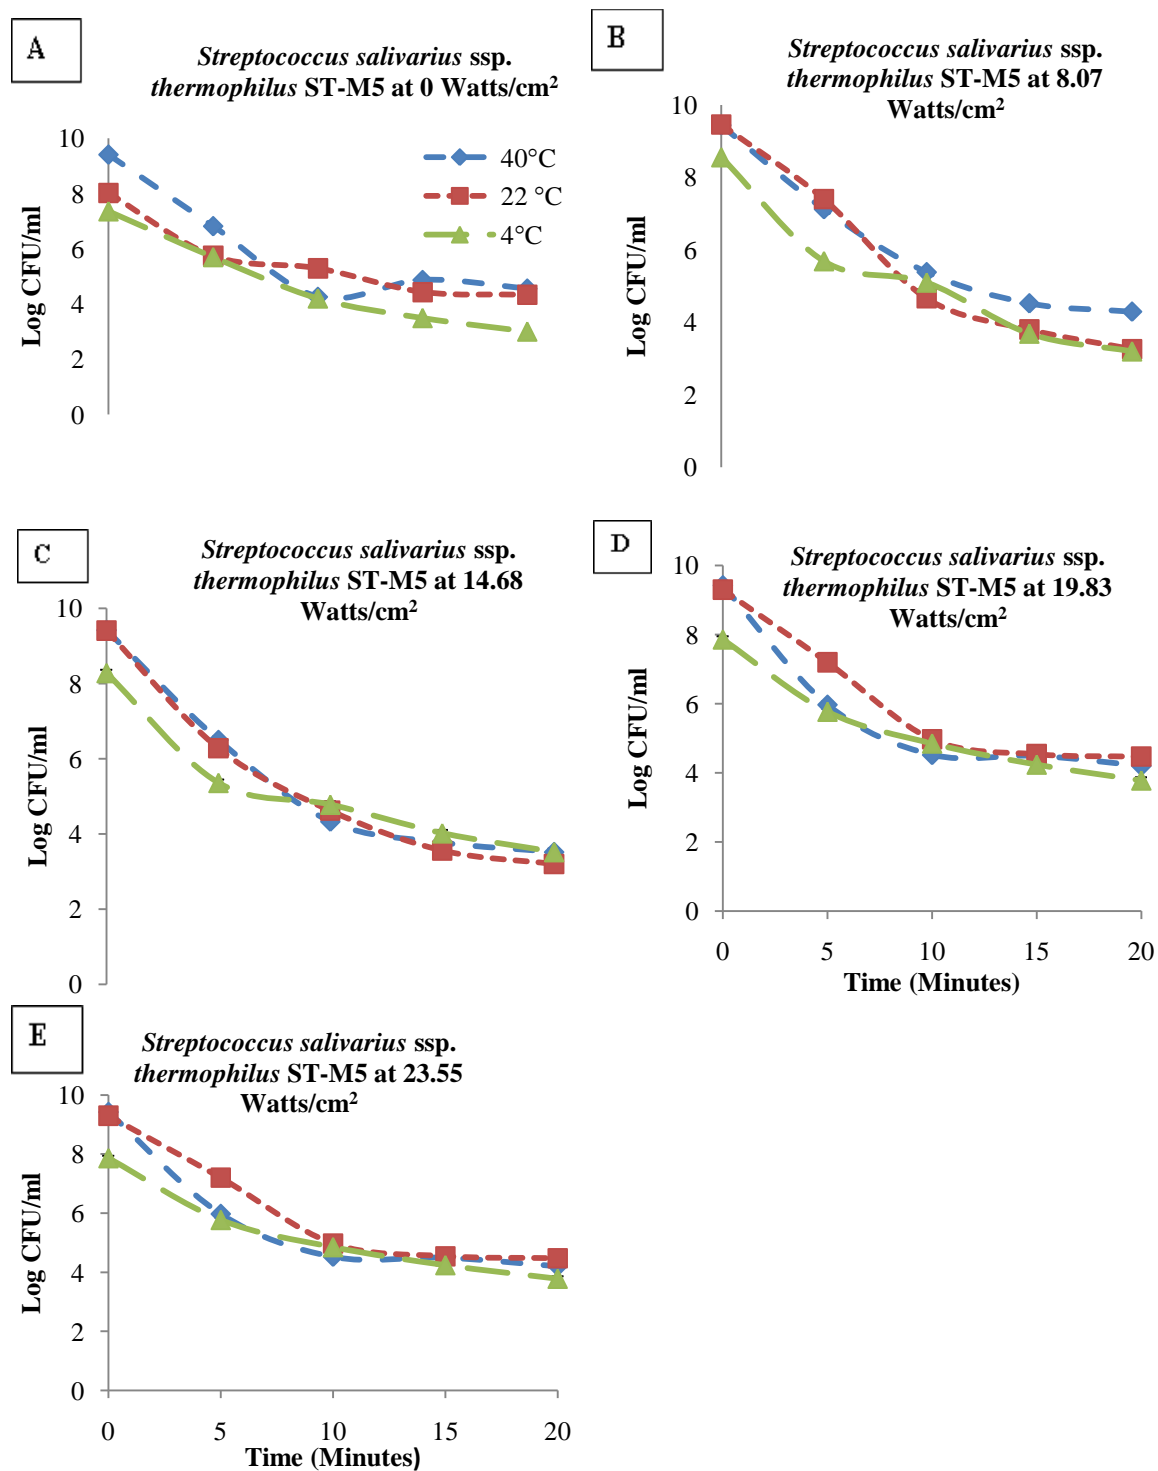 A
Streptococcus salivarius ssp.
thermophilus ST-M5 at 0 Watts/cm²
10
8
6
4
2
0
Log CFU/ml
40°C
22 °C
4°C
B
Streptococcus salivarius ssp.
thermophilus ST-M5 at 8.07
Watts/cm²
10
8
6
4
2
0
Log CFU/ml
C
Streptococcus salivarius ssp.
thermophilus ST-M5 at 14.68
Watts/cm²
10
8
6
4
2
0
Log CFU/ml
D
Streptococcus salivarius ssp.
thermophilus ST-M5 at 19.83
Watts/cm²
10
8
6
4
2
0
Log CFU/ml
0 5 10 15 20
Time (Minutes)
E
Streptococcus salivarius ssp.
thermophilus ST-M5 at 23.55
Watts/cm²
10
8
6
4
2
0
Log CFU/ml
0 5 10 15 20
Time (Minutes)